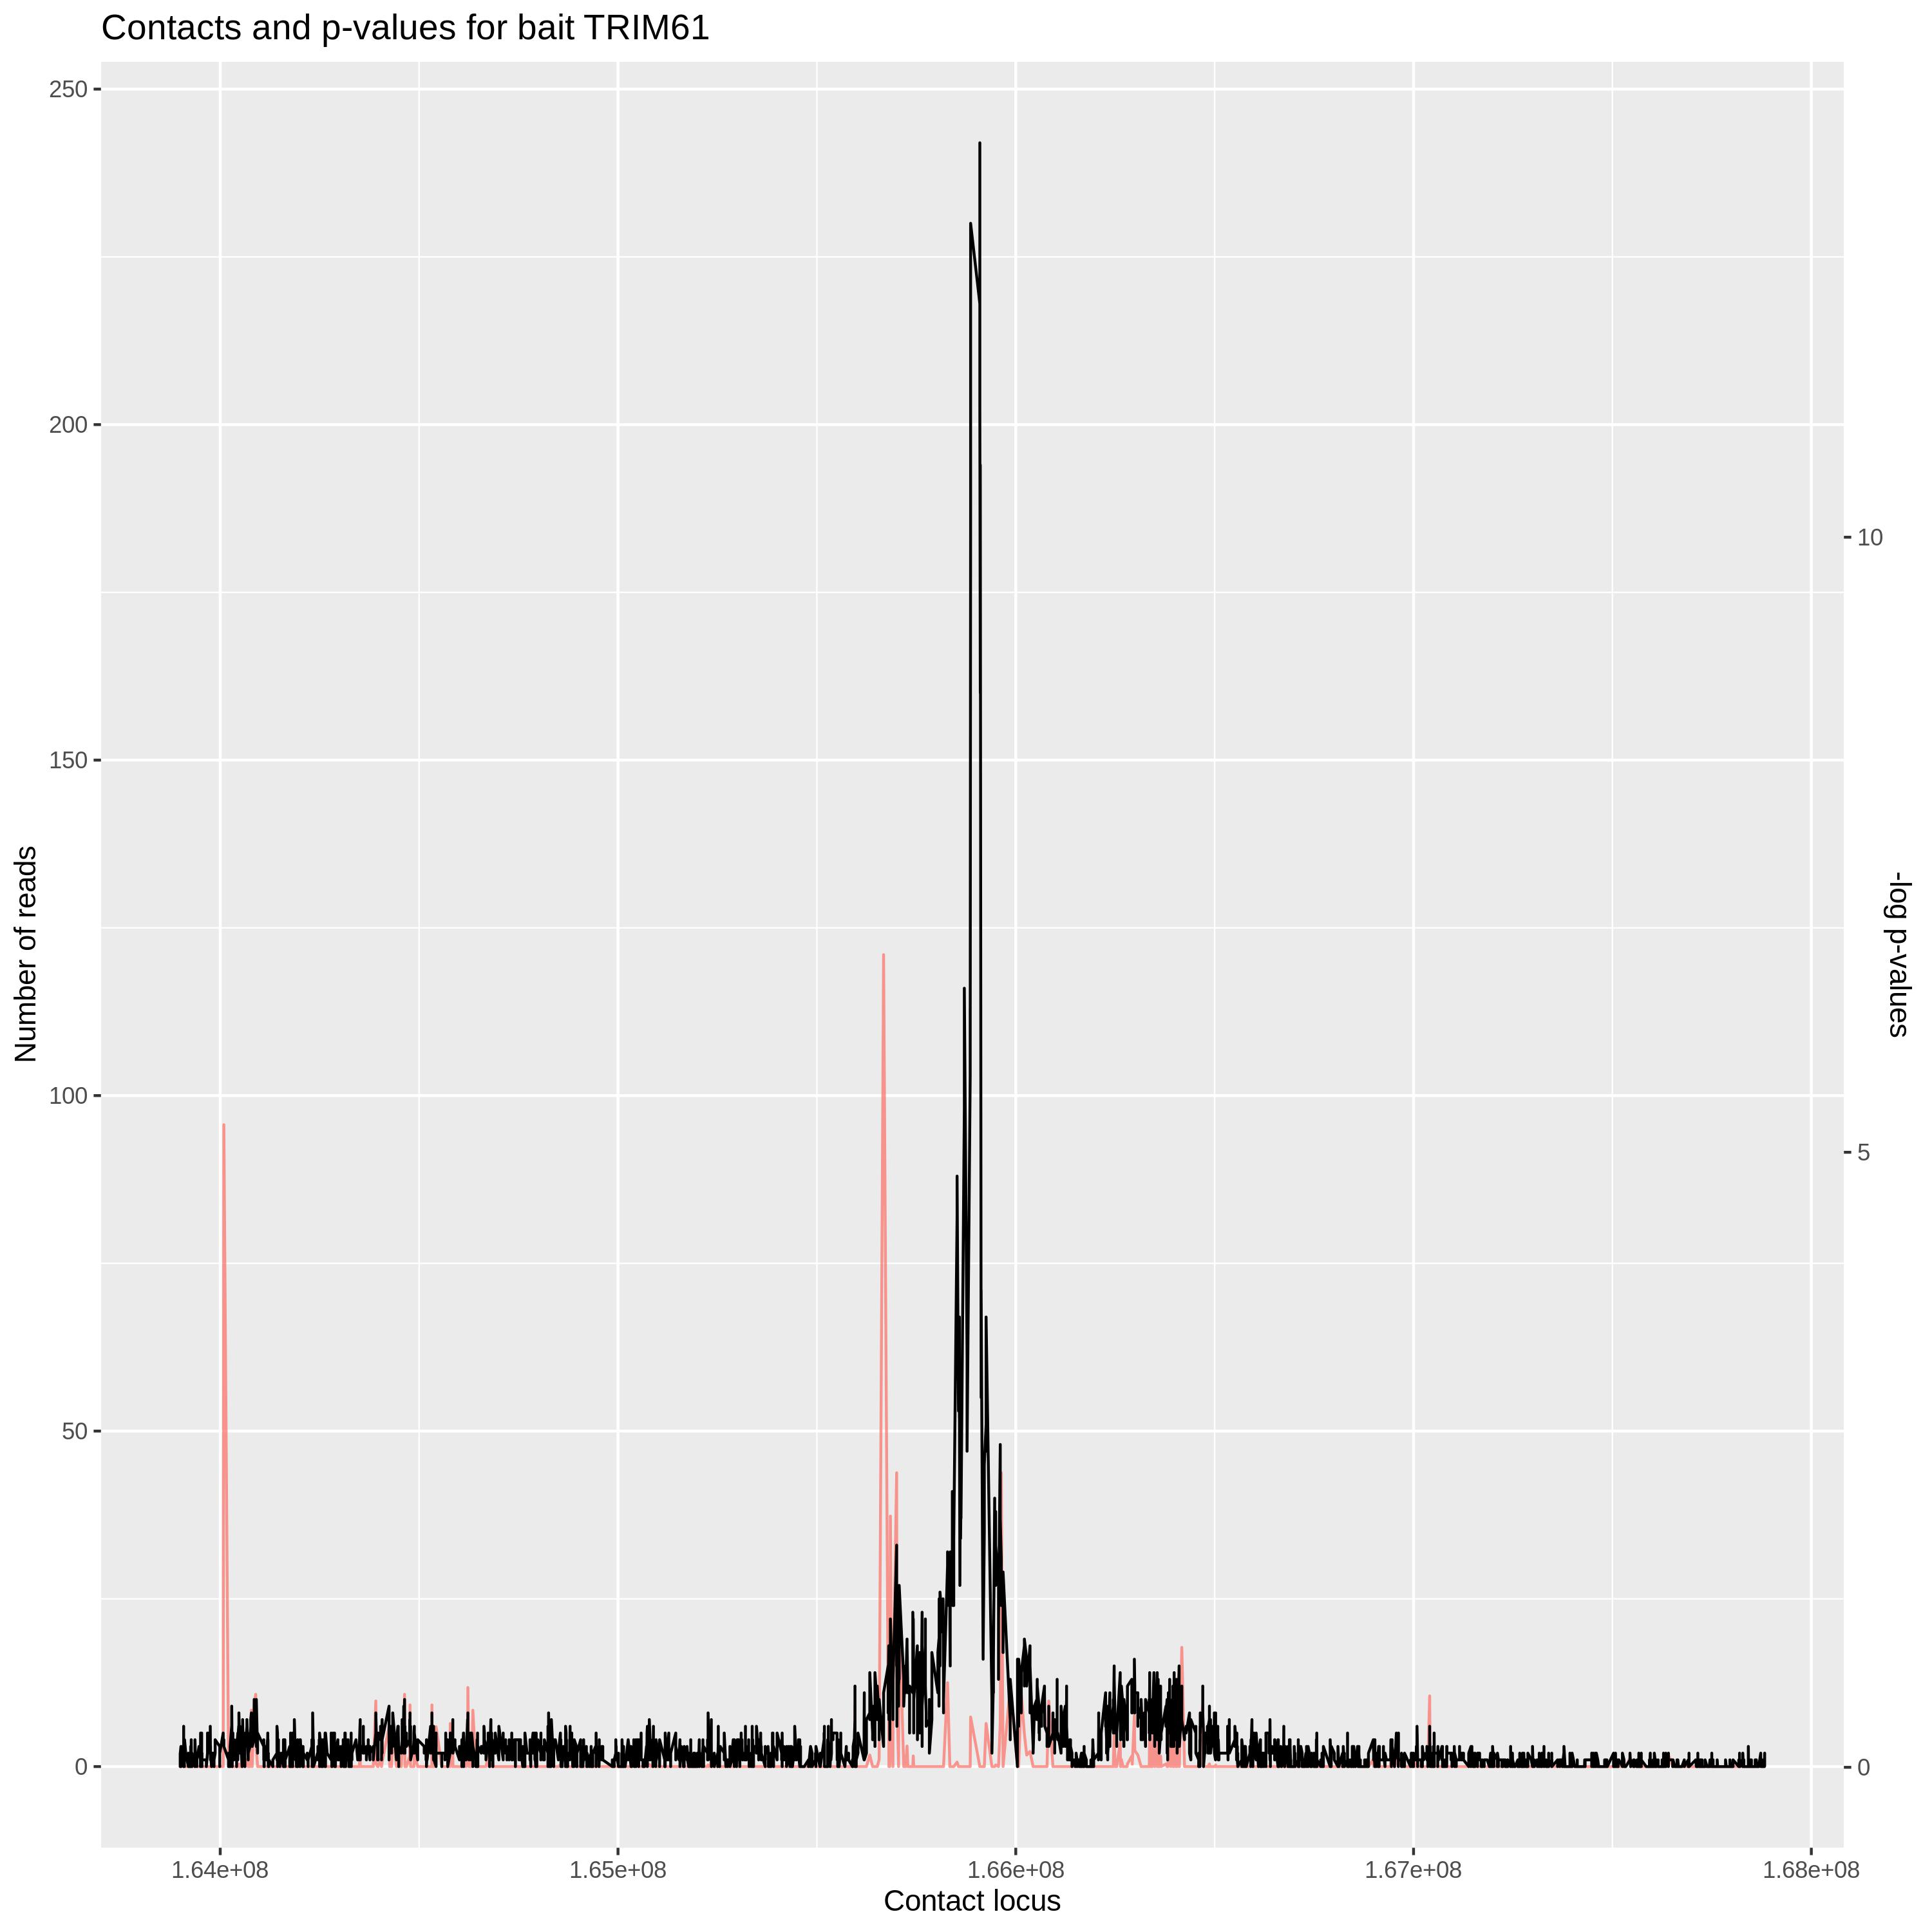 Contacts and p-values for bait TRIM61
250
200
150
100
50
0
Number of reads
10
5
0
-log p-values
1.64e+08
1.65e+08
1.66e+08
1.67e+08
1.68e+08
Contact locus